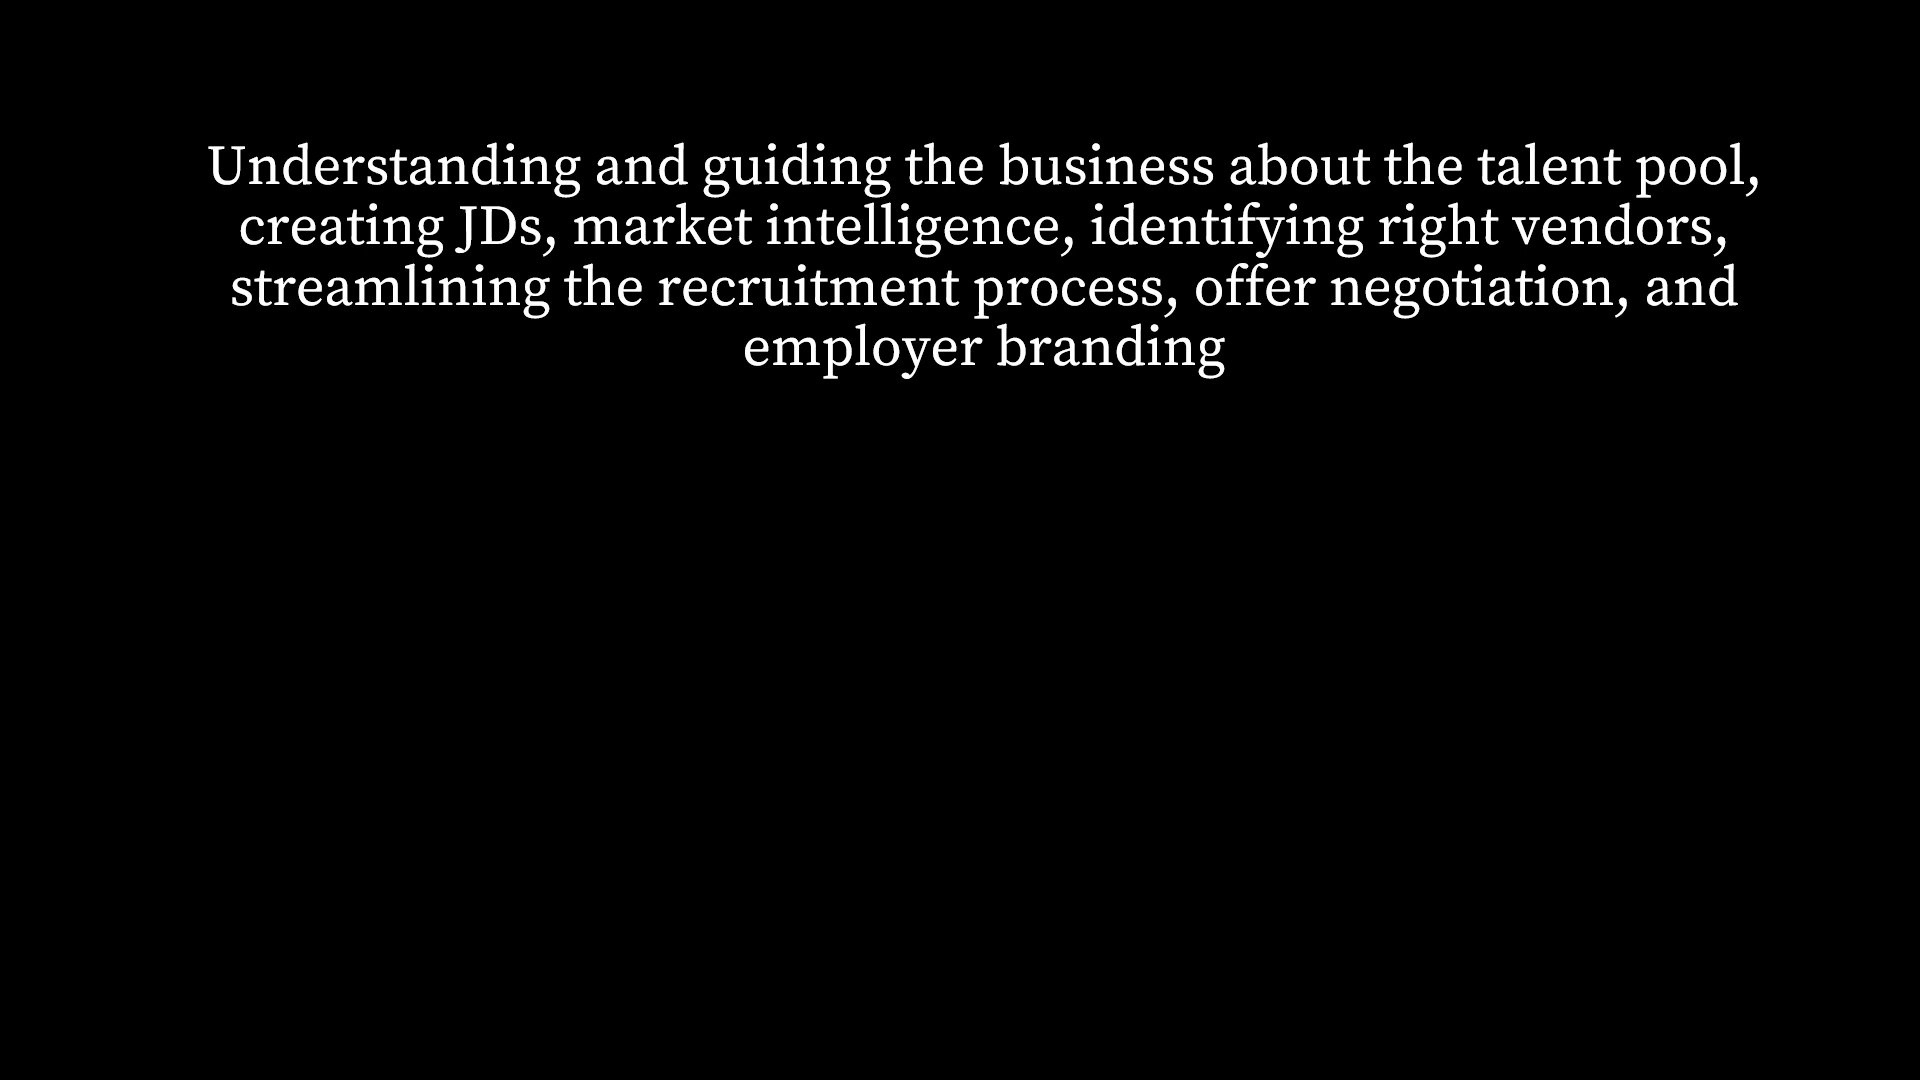 Understanding and guiding the business about the talent pool,
creating JDs, market intelligence, identifying right vendors,
streamlining the recruitment process, offer negotiation, and
employer branding